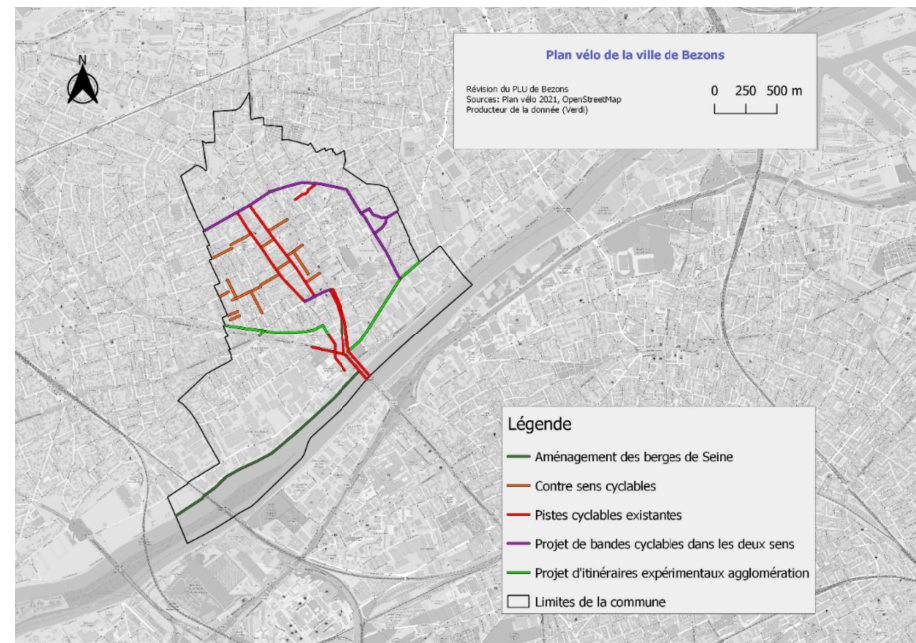 N
Plan vélo de la ville de Bezons
Révision du PLU de Bezons
Sources: Plan vélo 2021, OpenStreetMap
Producteur de la donnée (Verdi)
0 250 500 m
Légende
Aménagement des berges de Seine
Contre sens cyclables
Pistes cyclables existantes
Projet de bandes cyclables dans les deux sens
Projet d'itinéraires expérimentaux agglomération
Limites de la commune